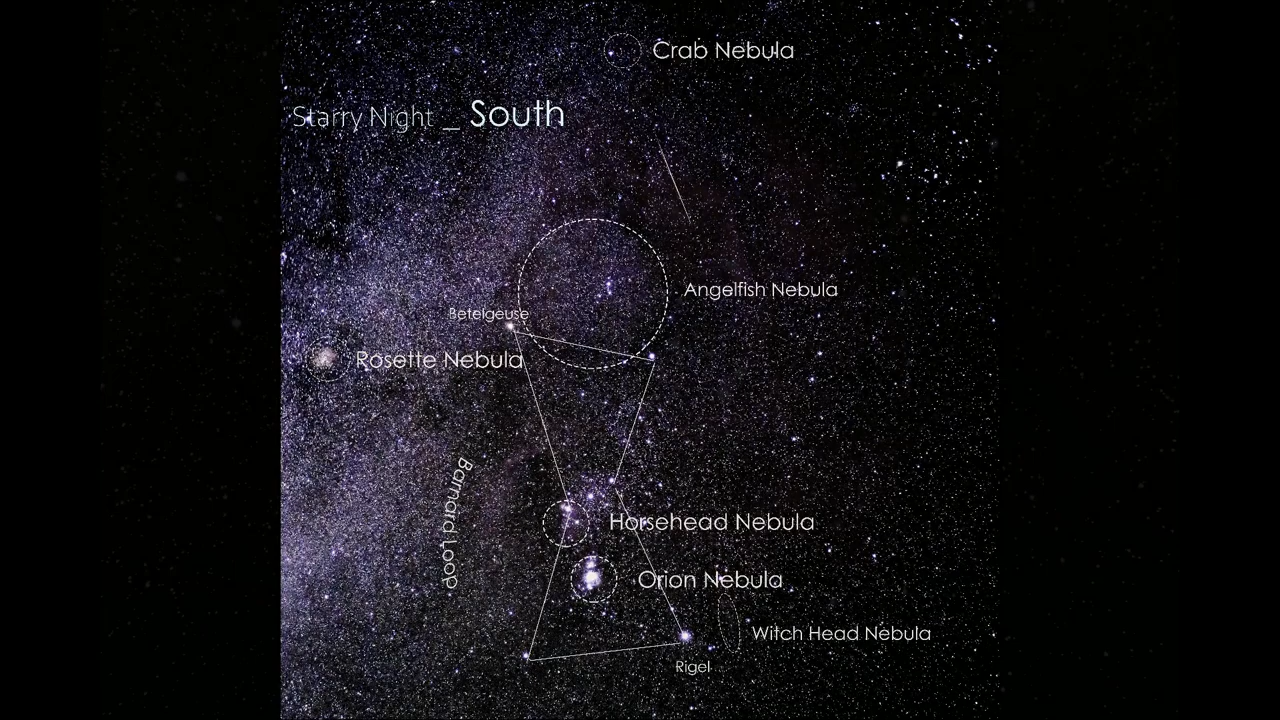 Crab Nebula
Starry Night _ South
Angelfish Nebula
Betelgeuse
Rosette Nebula
Barnard Loop
Horsehead Nebula
Orion Nebula
Witch Head Nebula
Rigel